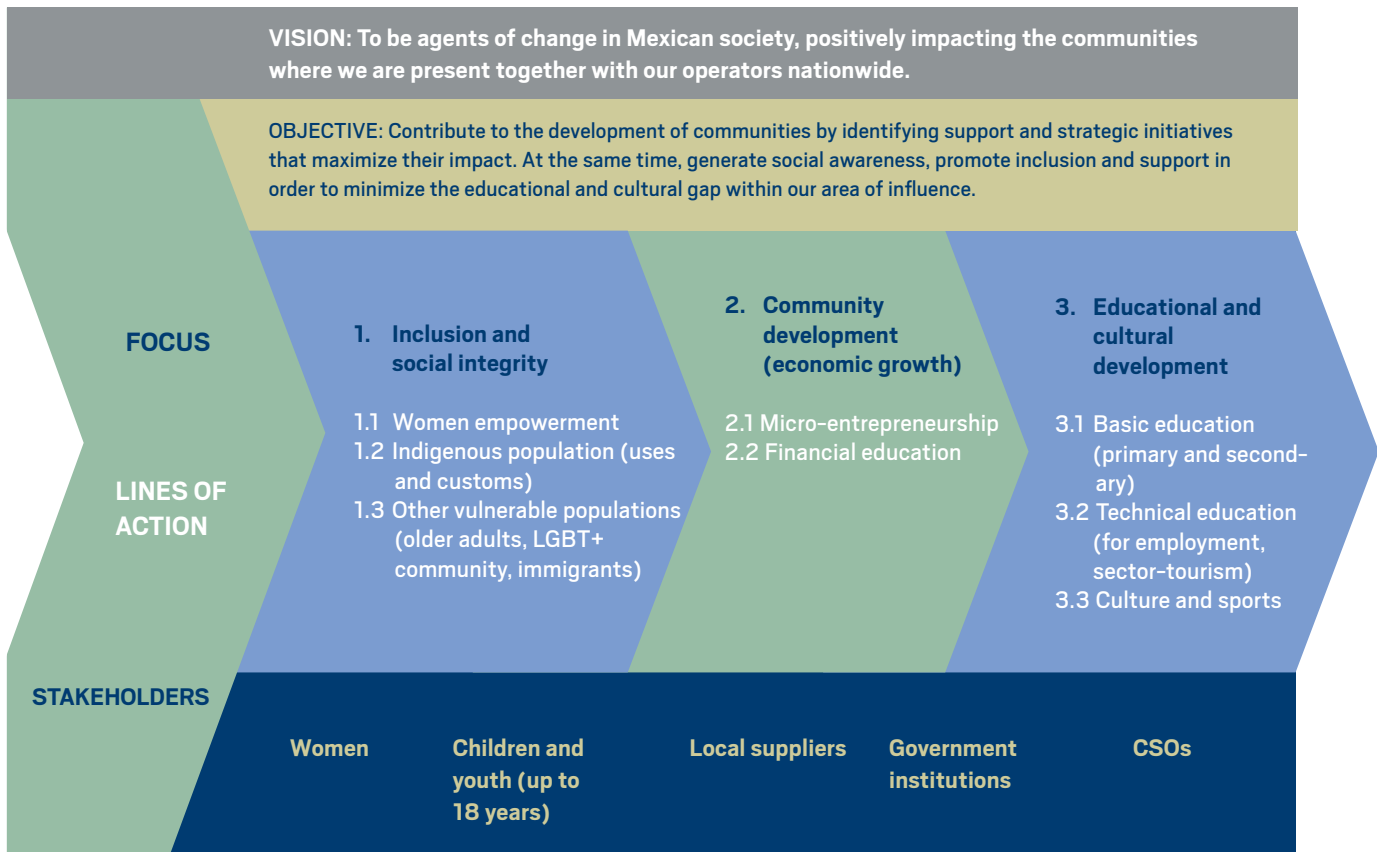 VISION: To be agents of change in Mexican society, positively impacting the communities
where we are present together with our operators nationwide.
OBJECTIVE: Contribute to the development of communities by identifying support and strategic initiatives
that maximize their impact. At the same time, generate social awareness, promote inclusion and support in
order to minimize the educational and cultural gap within our area of influence.
FOCUS
1. Inclusion and
social integrity
2. Community
development
(economic growth)
3. Educational and
cultural
development
LINES OF
ACTION
1.1 Women empowerment
1.2 Indigenous population (uses
and customs)
1.3 Other vulnerable populations
(older adults, LGBT+
community, immigrants)
2.1 Micro-entrepreneurship
2.2 Financial education
3.1 Basic education
(primary and second-
ary)
3.2 Technical education
(for employment,
sector-tourism)
3.3 Culture and sports
STAKEHOLDERS
Women
Children and
youth (up to
18 years)
Local suppliers
Government
institutions
CSOs